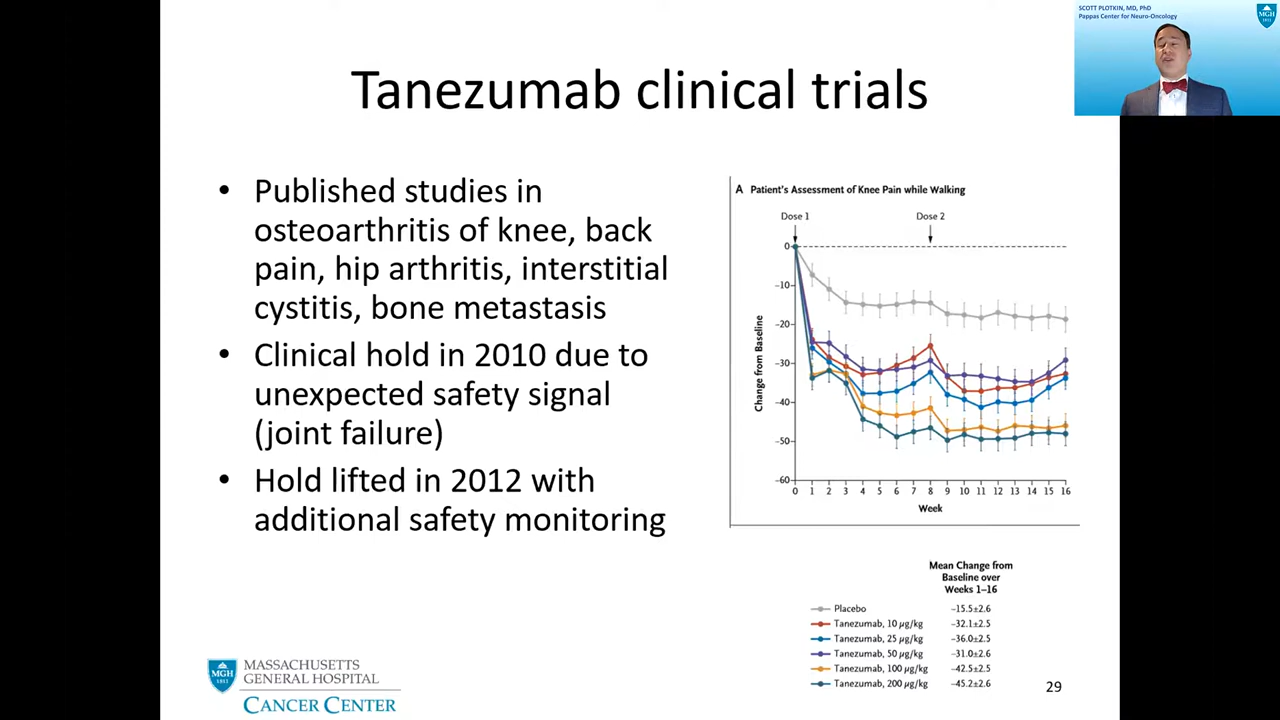 SCOTT PLOTKIN, MD, PhD
Pappas Center for Neuro-Oncology
MGH
1811
Tanezumab clinical trials
• Published studies in
osteoarthritis of knee, back
pain, hip arthritis, interstitial
cystitis, bone metastasis
• Clinical hold in 2010 due to
unexpected safety signal
(joint failure)
• Hold lifted in 2012 with
additional safety monitoring
A Patient's Assessment of Knee Pain while Walking
Dose 1 Dose 2
0
−10
−20
−30
−40
−50
−60
Change from Baseline
0 1 2 3 4 5 6 7 8 9 10 11 12 13 14 15 16
Week
Mean Change from
Baseline over
Weeks 1–16
Placebo −15.5±2.6
Tanezumab, 10 μg/kg −32.1±2.5
Tanezumab, 25 μg/kg −36.0±2.5
Tanezumab, 50 μg/kg −31.0±2.6
Tanezumab, 100 μg/kg −42.5±2.5
Tanezumab, 200 μg/kg −45.2±2.6
MGH
1811
MASSACHUSETTS
GENERAL HOSPITAL
CANCER CENTER
29